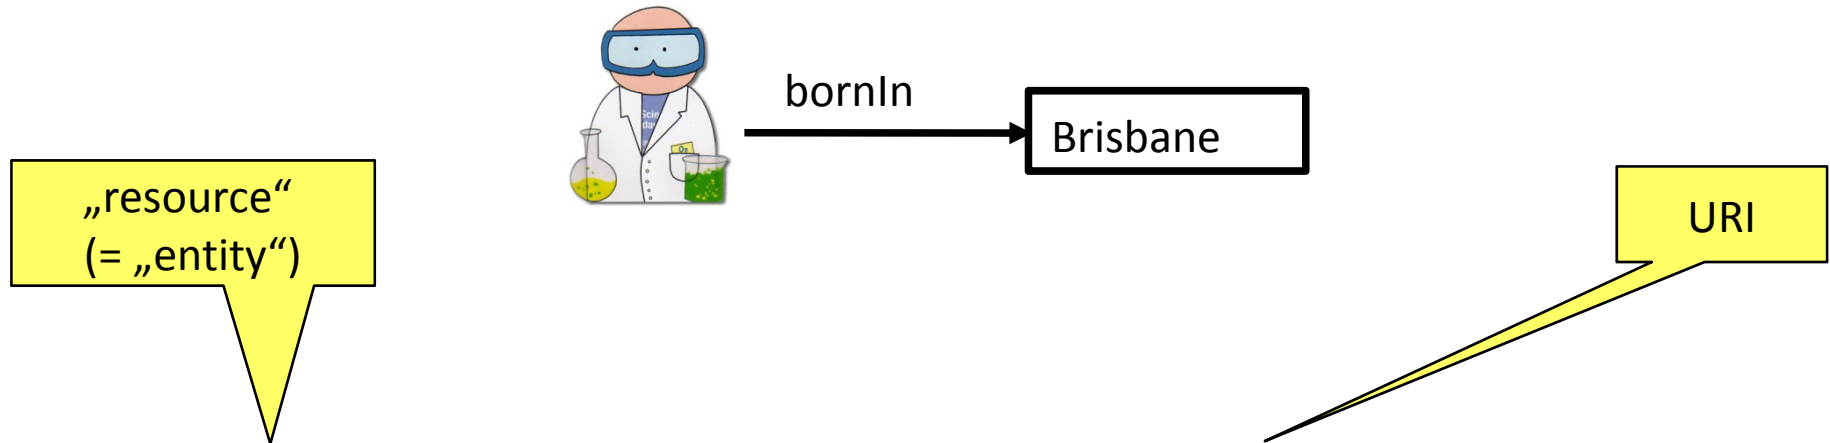 bornIn
Brisbane
„resource“
(= „entity“)
URI